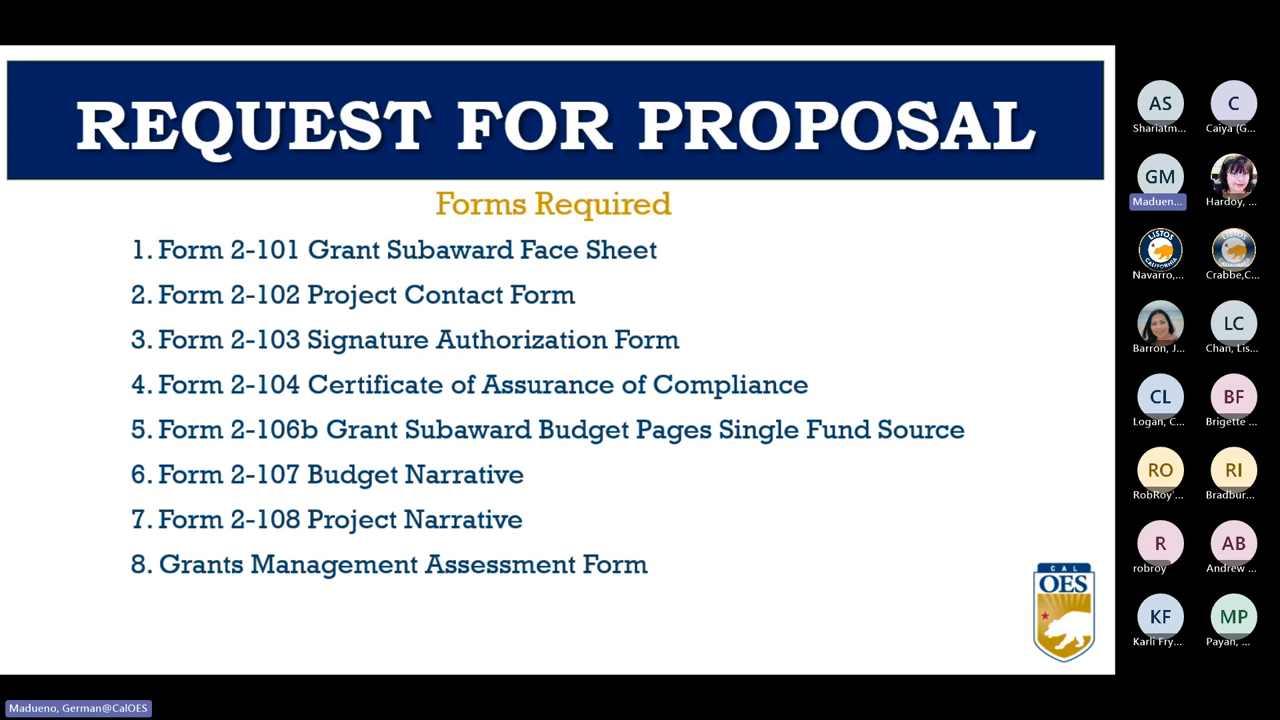 REQUEST FOR PROPOSAL
Forms Required
1. Form 2-101 Grant Subaward Face Sheet
2. Form 2-102 Project Contact Form
3. Form 2-103 Signature Authorization Form
4. Form 2-104 Certificate of Assurance of Compliance
5. Form 2-106b Grant Subaward Budget Pages Single Fund Source
6. Form 2-107 Budget Narrative
7. Form 2-108 Project Narrative
8. Grants Management Assessment Form
CAL
OES
AS
C
Shariatm...
Caiya (G...
GM
Maduen...
Hardoy, ...
LISTOS
CALIFORNIA
Navarro,...
Crabbe,C...
LC
Barron, J...
Chan, Lis...
CL
BF
Logan, C...
Brigette ...
RO
RI
RobRoy'...
Bradbur...
R
AB
robroy
Andrew ...
KF
MP
Karli Fry...
Payan, ...
Madueno, German@CalOES